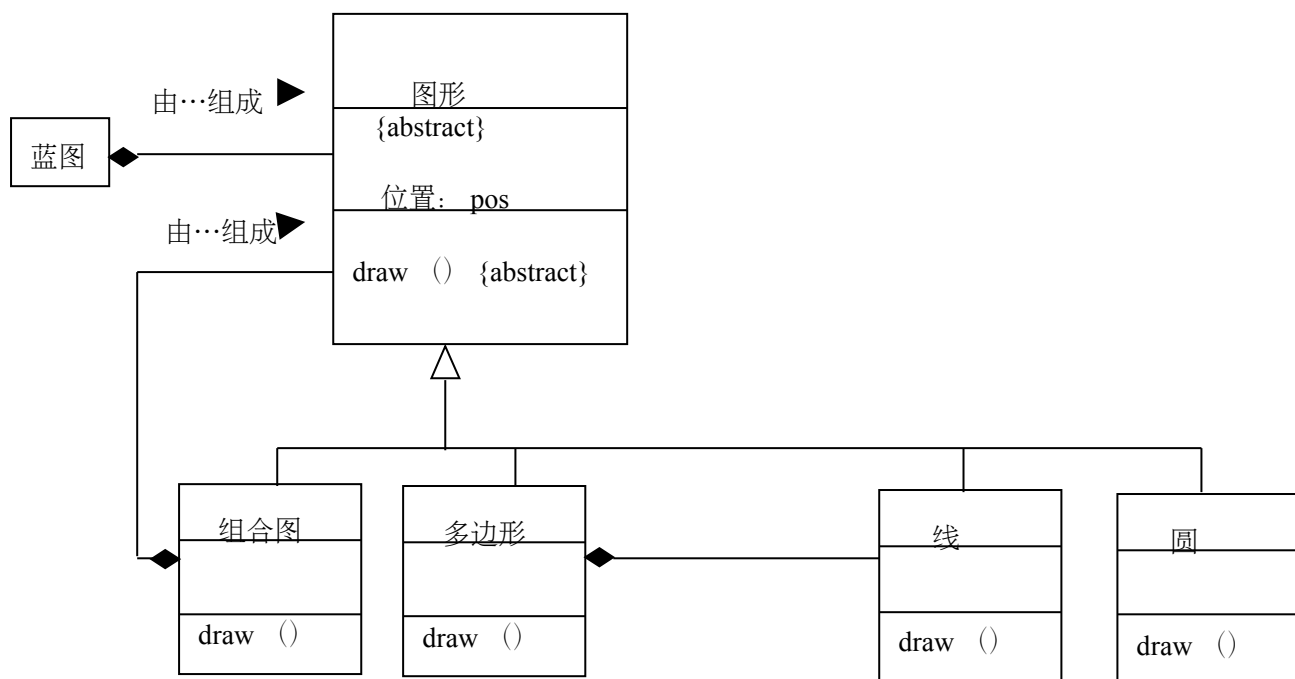 图形
{abstract}
由…组成
蓝图
位置： pos
由…组成
draw （） {abstract}
组合图
多边形
线
圆
draw （）
draw （）
draw （）
draw （）